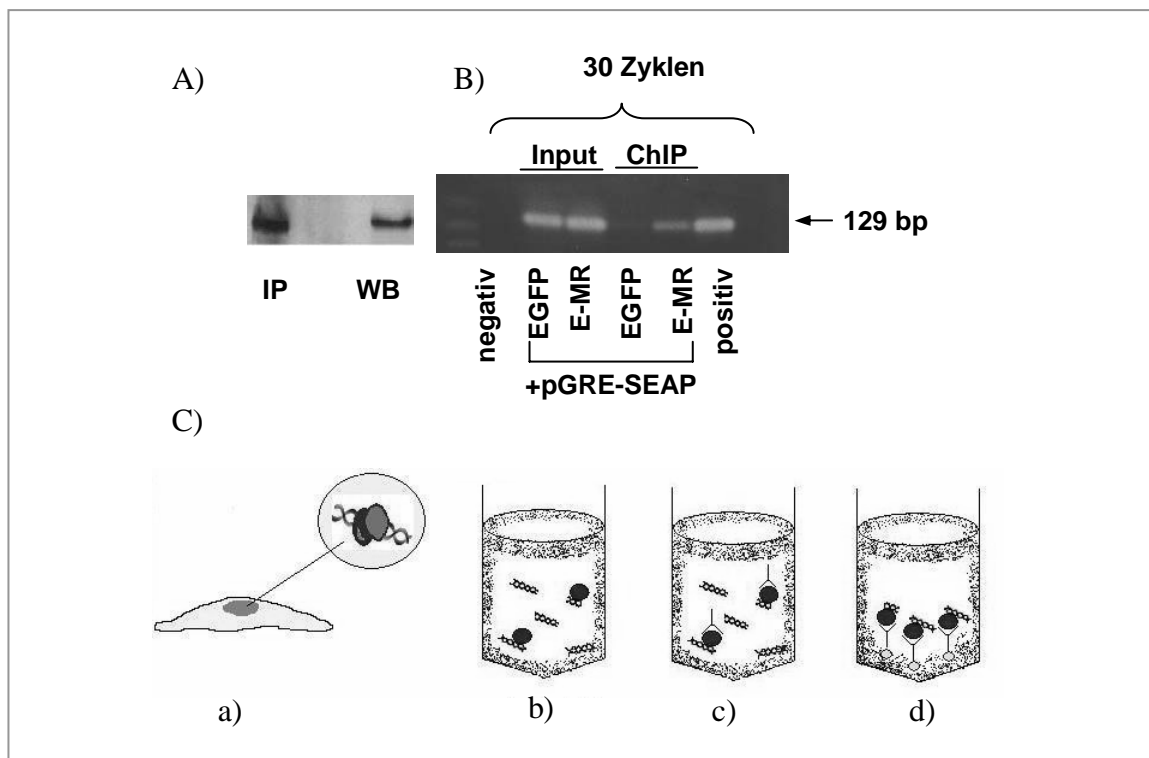 A)
B)
30 Zyklen
Input
ChIP
129 bp
IP
WB
negativ
EGFP
E-MR
EGFP
E-MR
positiv
+pGRE-SEAP
C)
a)
b)
c)
d)